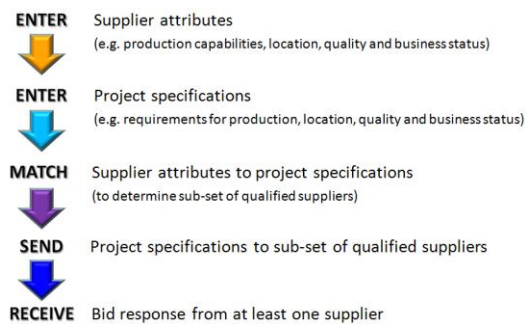 ENTER Supplier attributes
(e.g. production capabilities, location, quality and business status)
ENTER Project specifications
(e.g. requirements for production, location, quality and business status)
MATCH Supplier attributes to project specifications
(to determine sub-set of qualified suppliers)
SEND Project specifications to sub-set of qualified suppliers
RECEIVE Bid response from at least one supplier